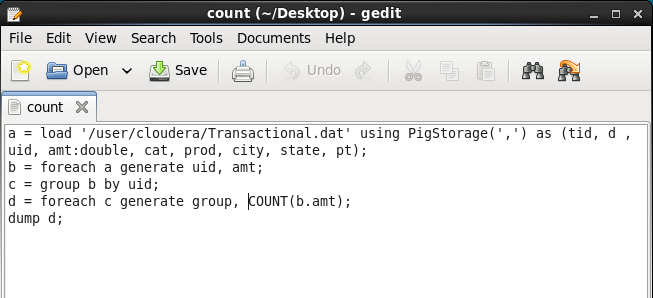 count (~/Desktop) - gedit
File Edit View Search Tools Documents Help
Open Save Undo
count
a = load '/user/cloudera/Transactional.dat' using PigStorage(',') as (tid, d ,
uid, amt:double, cat, prod, city, state, pt);
b = foreach a generate uid, amt;
c = group b by uid;
d = foreach c generate group, COUNT(b.amt);
dump d;